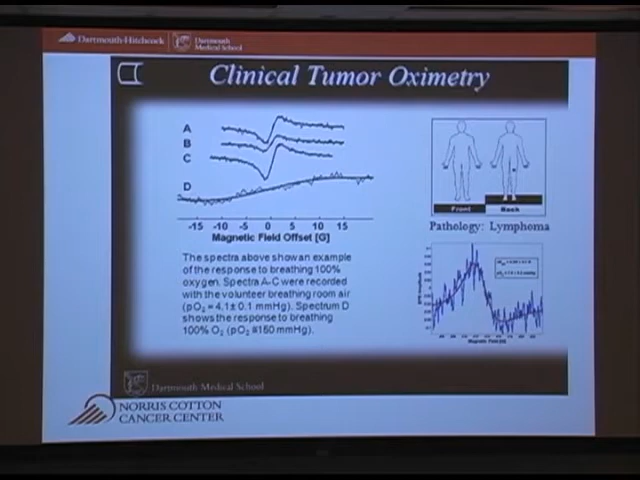 Dartmouth-Hitchcock
Dartmouth
Medical School
Clinical Tumor Oximetry
A
B
C
D
-15 -10 -5 0 5 10 15
Magnetic Field Offset [G]
The spectra above show an example
of the response to breathing 100%
oxygen. Spectra A-C were recorded
with the volunteer breathing room air
(pO2 = 4.1± 0.1 mmHg). Spectrum D
shows the response to breathing
100% O2 (pO2 ≅160 mmHg).
Front Back
Pathology: Lymphoma
Magnetic Field [G]
Dartmouth Medical School
NORRIS COTTON
CANCER CENTER